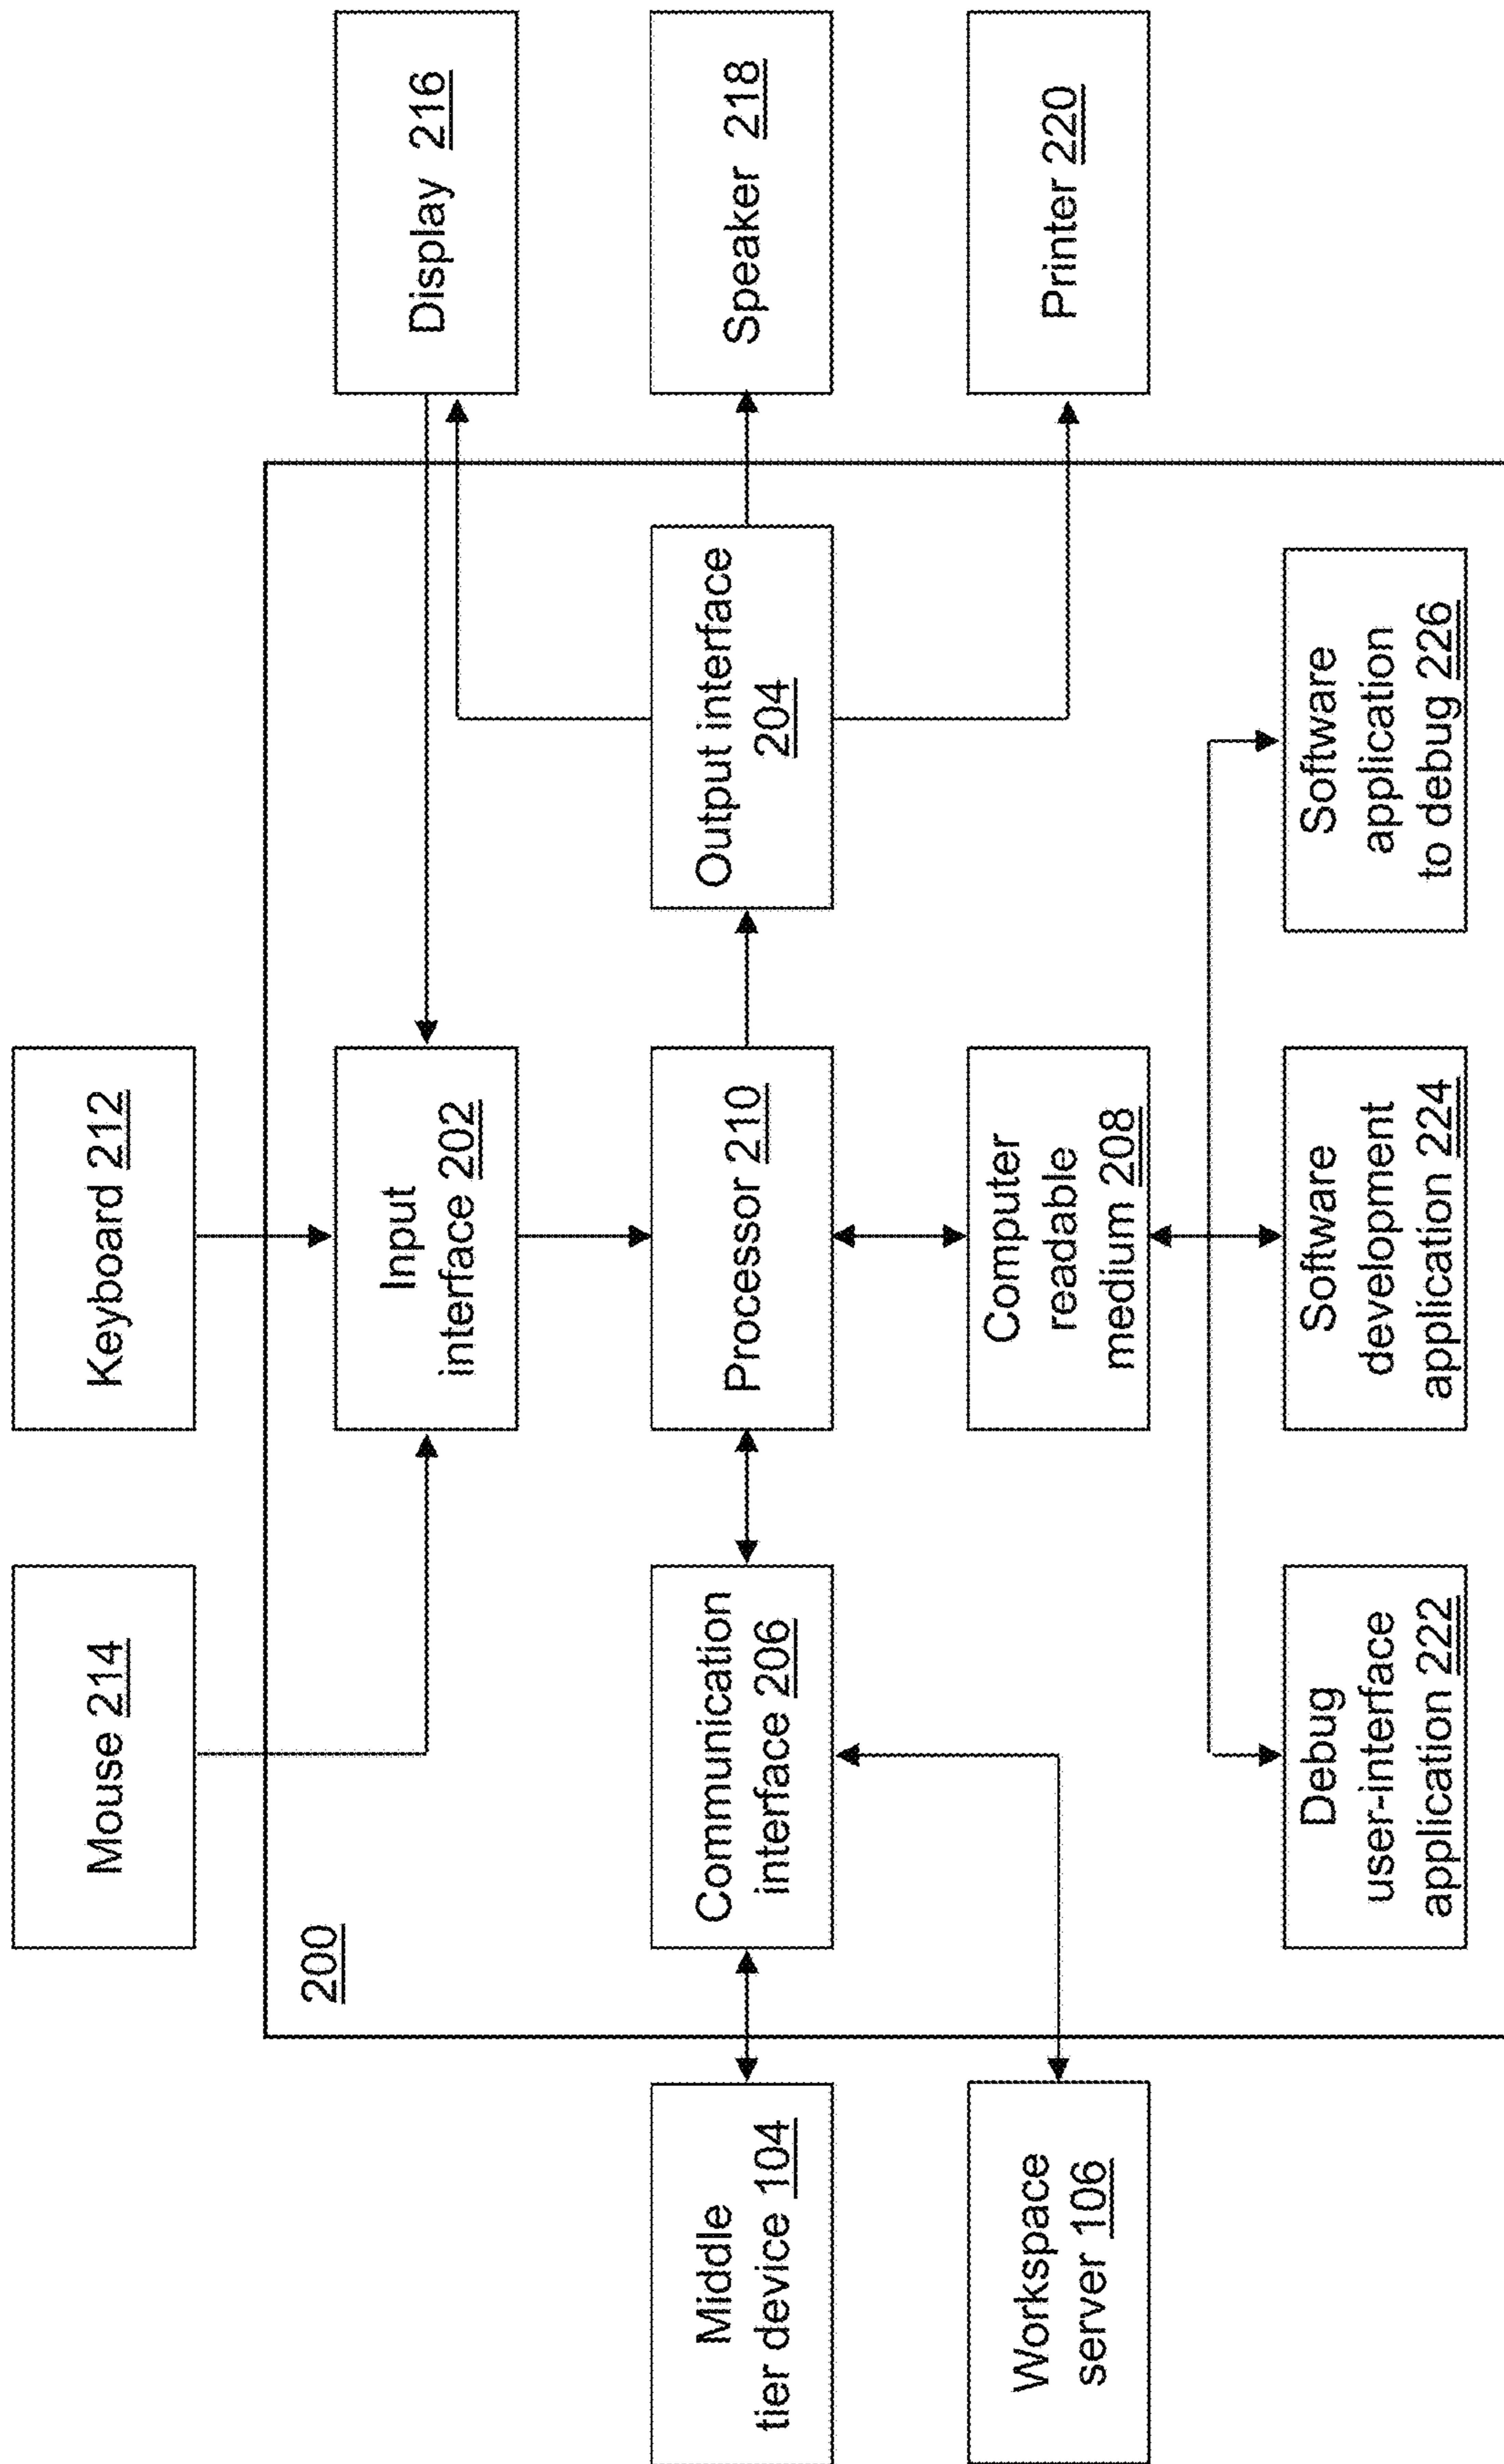 Mouse 214
Keyboard 212
200
Input
interface 202
Display 216
Middle
tier device 104
Communication
interface 206
Processor 210
Output interface
204
Speaker 218
Workspace
server 106
Computer
readable
medium 208
Printer 220
Debug
user-interface
application 222
Software
development
application 224
Software
application
to debug 226